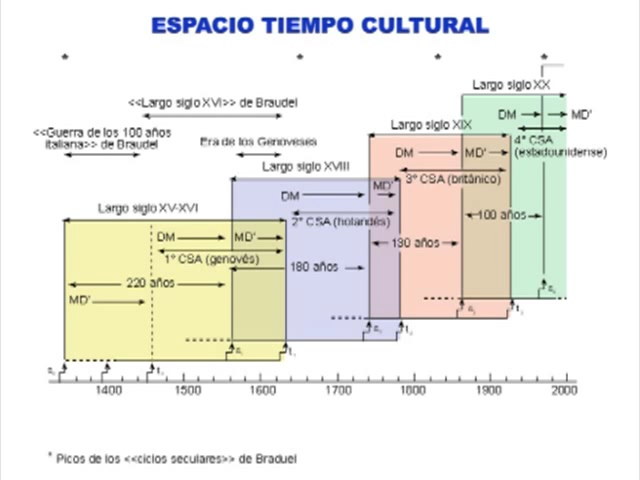 ESPACIO TIEMPO CULTURAL
* * * *
Largo siglo XX
<<Largo siglo XVI>> de Braudel
DM MD'
<<Guerra de los 100 años
italiana>> de Braudel
Era de los Genoveses
Largo siglo XIX
4° CSA
(estadounidense)
DM MD'
Largo siglo XVIII
3° CSA (británico)
DM MD'
Largo siglo XV-XVI
2° CSA (holandés)
100 años
DM MD'
130 años
1° CSA (genovés)
180 años
220 años
MD'
1400 1500 1600 1700 1800 1900 2000
* Picos de los <<ciclos seculares>> de Braduel